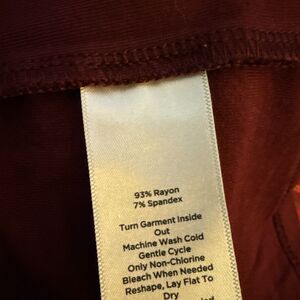 93% Rayon
7% Spandex
Turn Garment Inside
Out
Machine Wash Cold
Gentle Cycle
Only Non-Chlorine
Bleach When Needed
Reshape, Lay Flat To
Dry